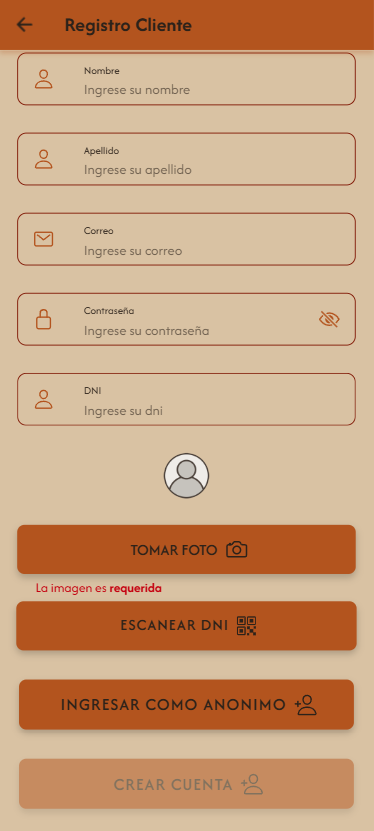 Registro Cliente
Nombre
Ingrese su nombre
Apellido
Ingrese su apellido
Correo
Ingrese su correo
Contraseña
Ingrese su contraseña
DNI
Ingrese su dni
TOMAR FOTO
La imagen es requerida
ESCANEAR DNI
INGRESAR COMO ANONIMO
CREAR CUENTA